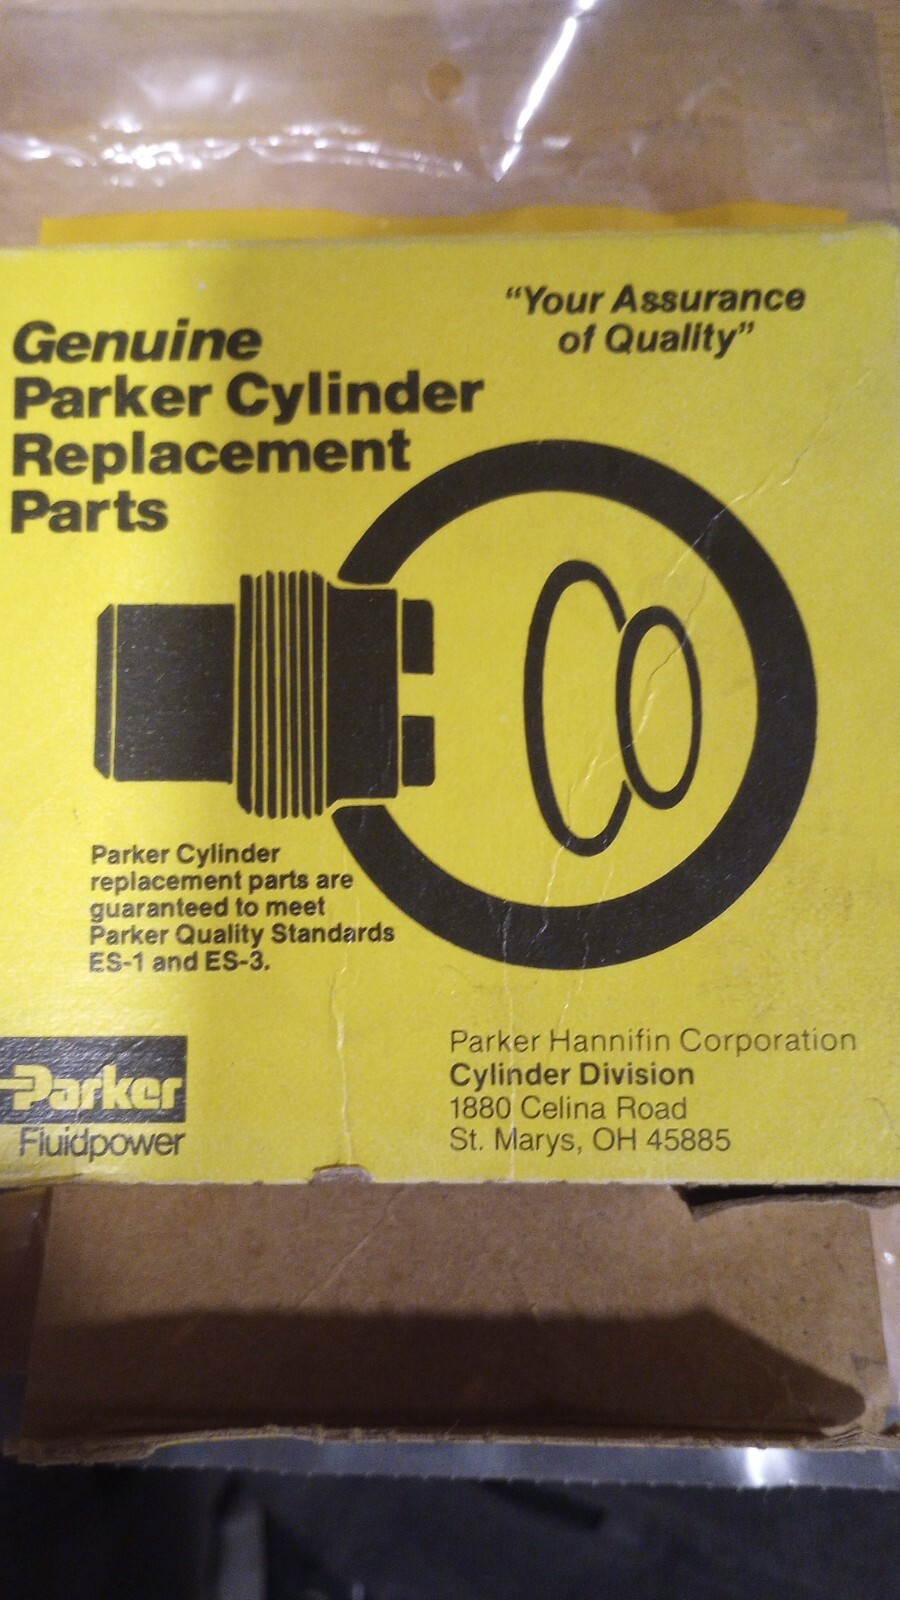 "Your Assurance
of Quality"
Genuine
Parker Cylinder
Replacement
Parts
Parker Cylinder
replacement parts are
guaranteed to meet
Parker Quality Standards
ES-1 and ES-3.
Parker
Fluidpower
Parker Hannifin Corporation
Cylinder Division
1880 Celina Road
St. Marys, OH 45885